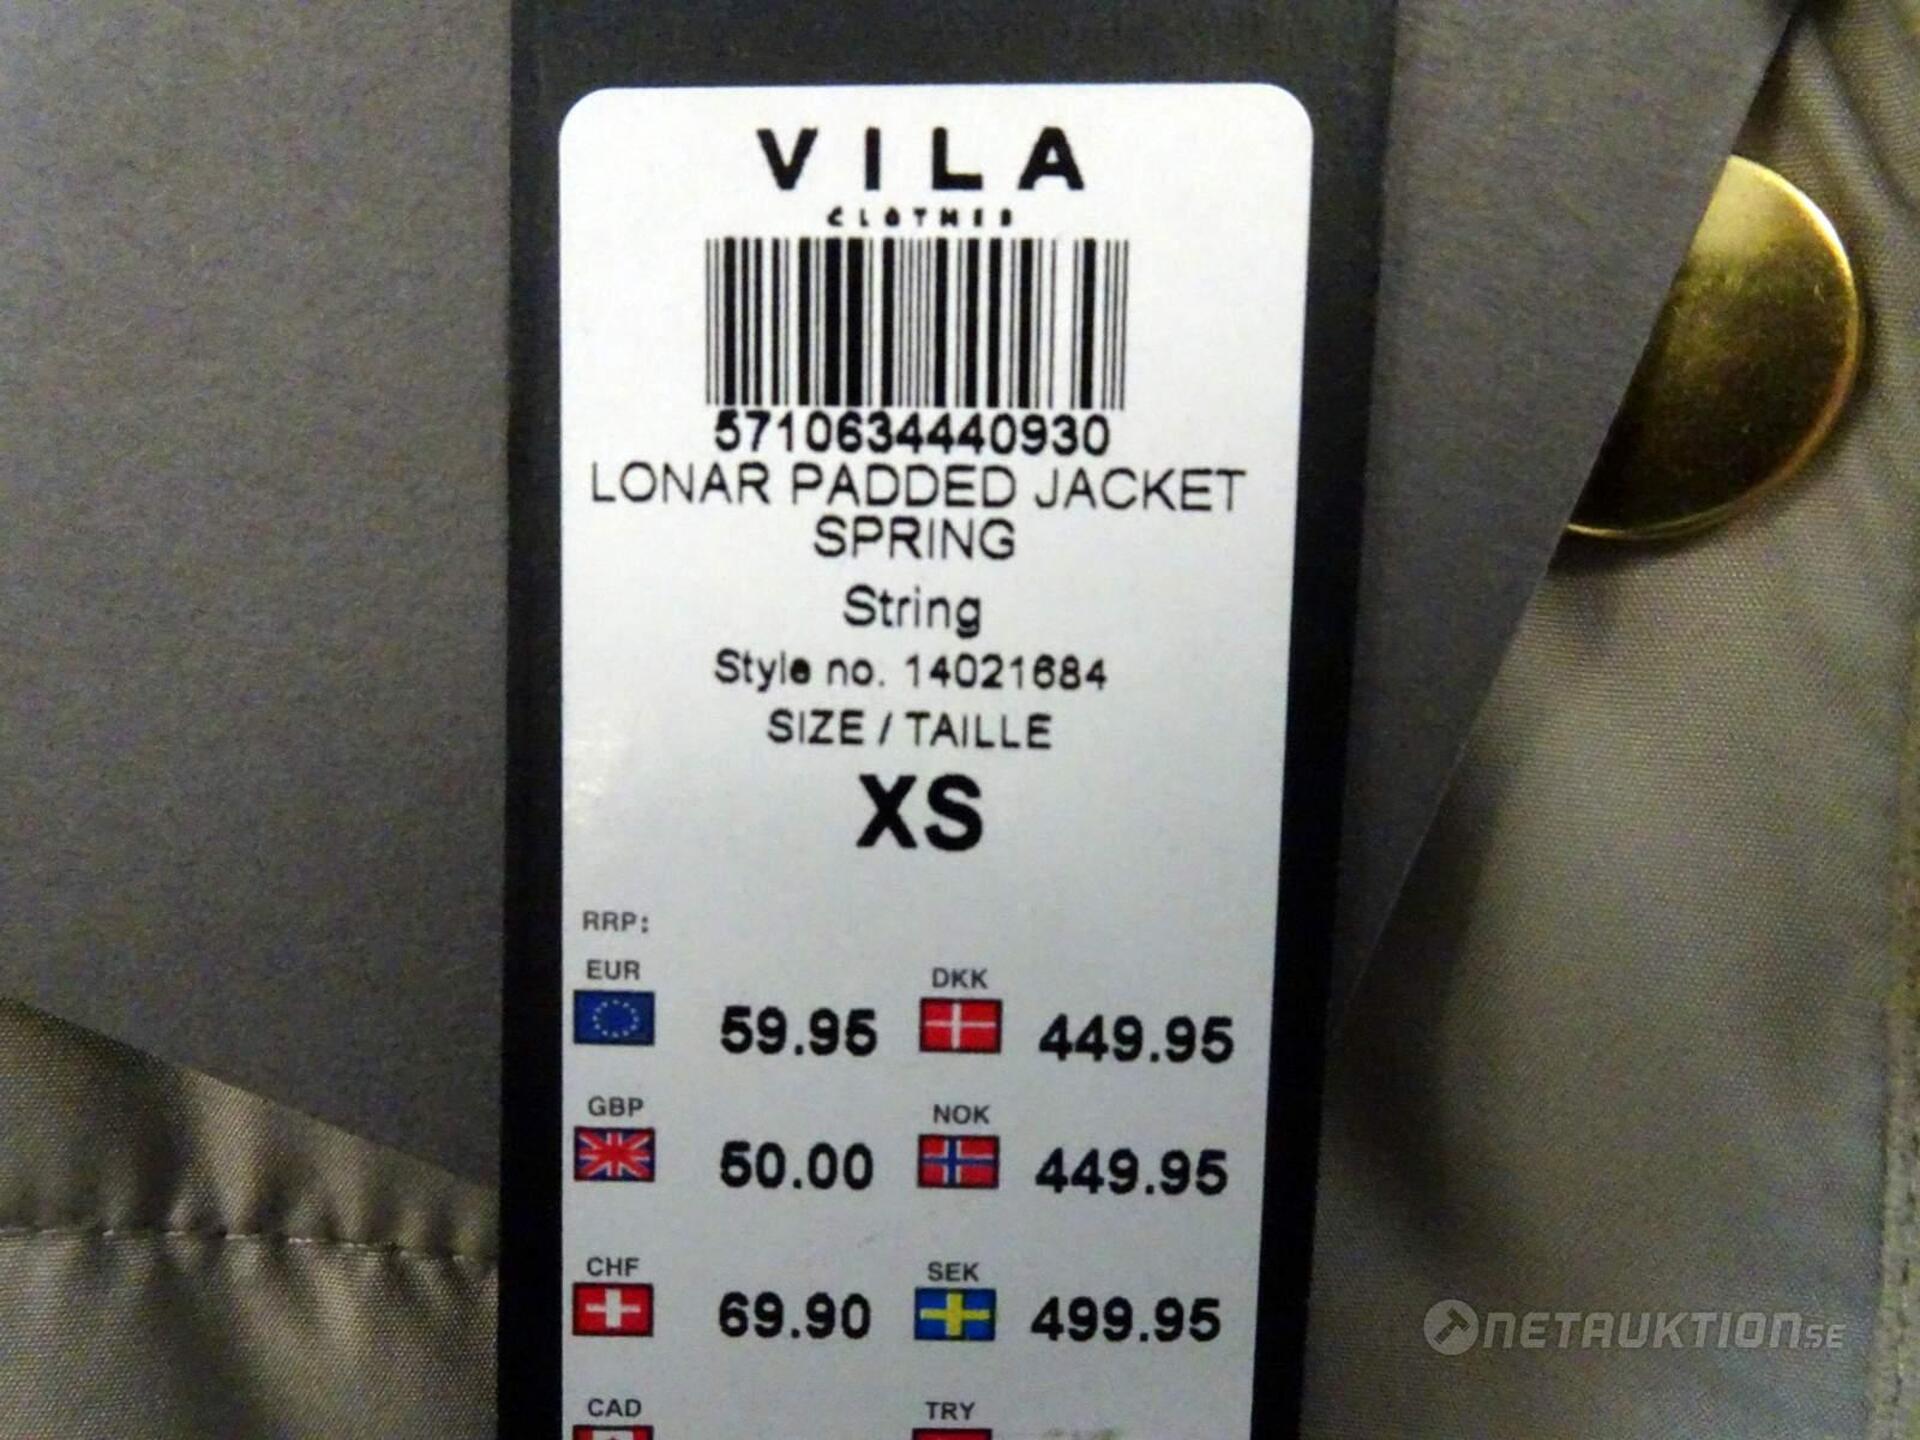 VILA
CLOTHES
5710634440930
LONAR PADDED JACKET
SPRING
String
Style no. 14021684
SIZE / TAILLE
XS
RRP:
EUR 59.95 DKK 449.95
GBP 50.00 NOK 449.95
CHF 69.90 SEK 499.95
CAD TRY
NETAUKTION.SE